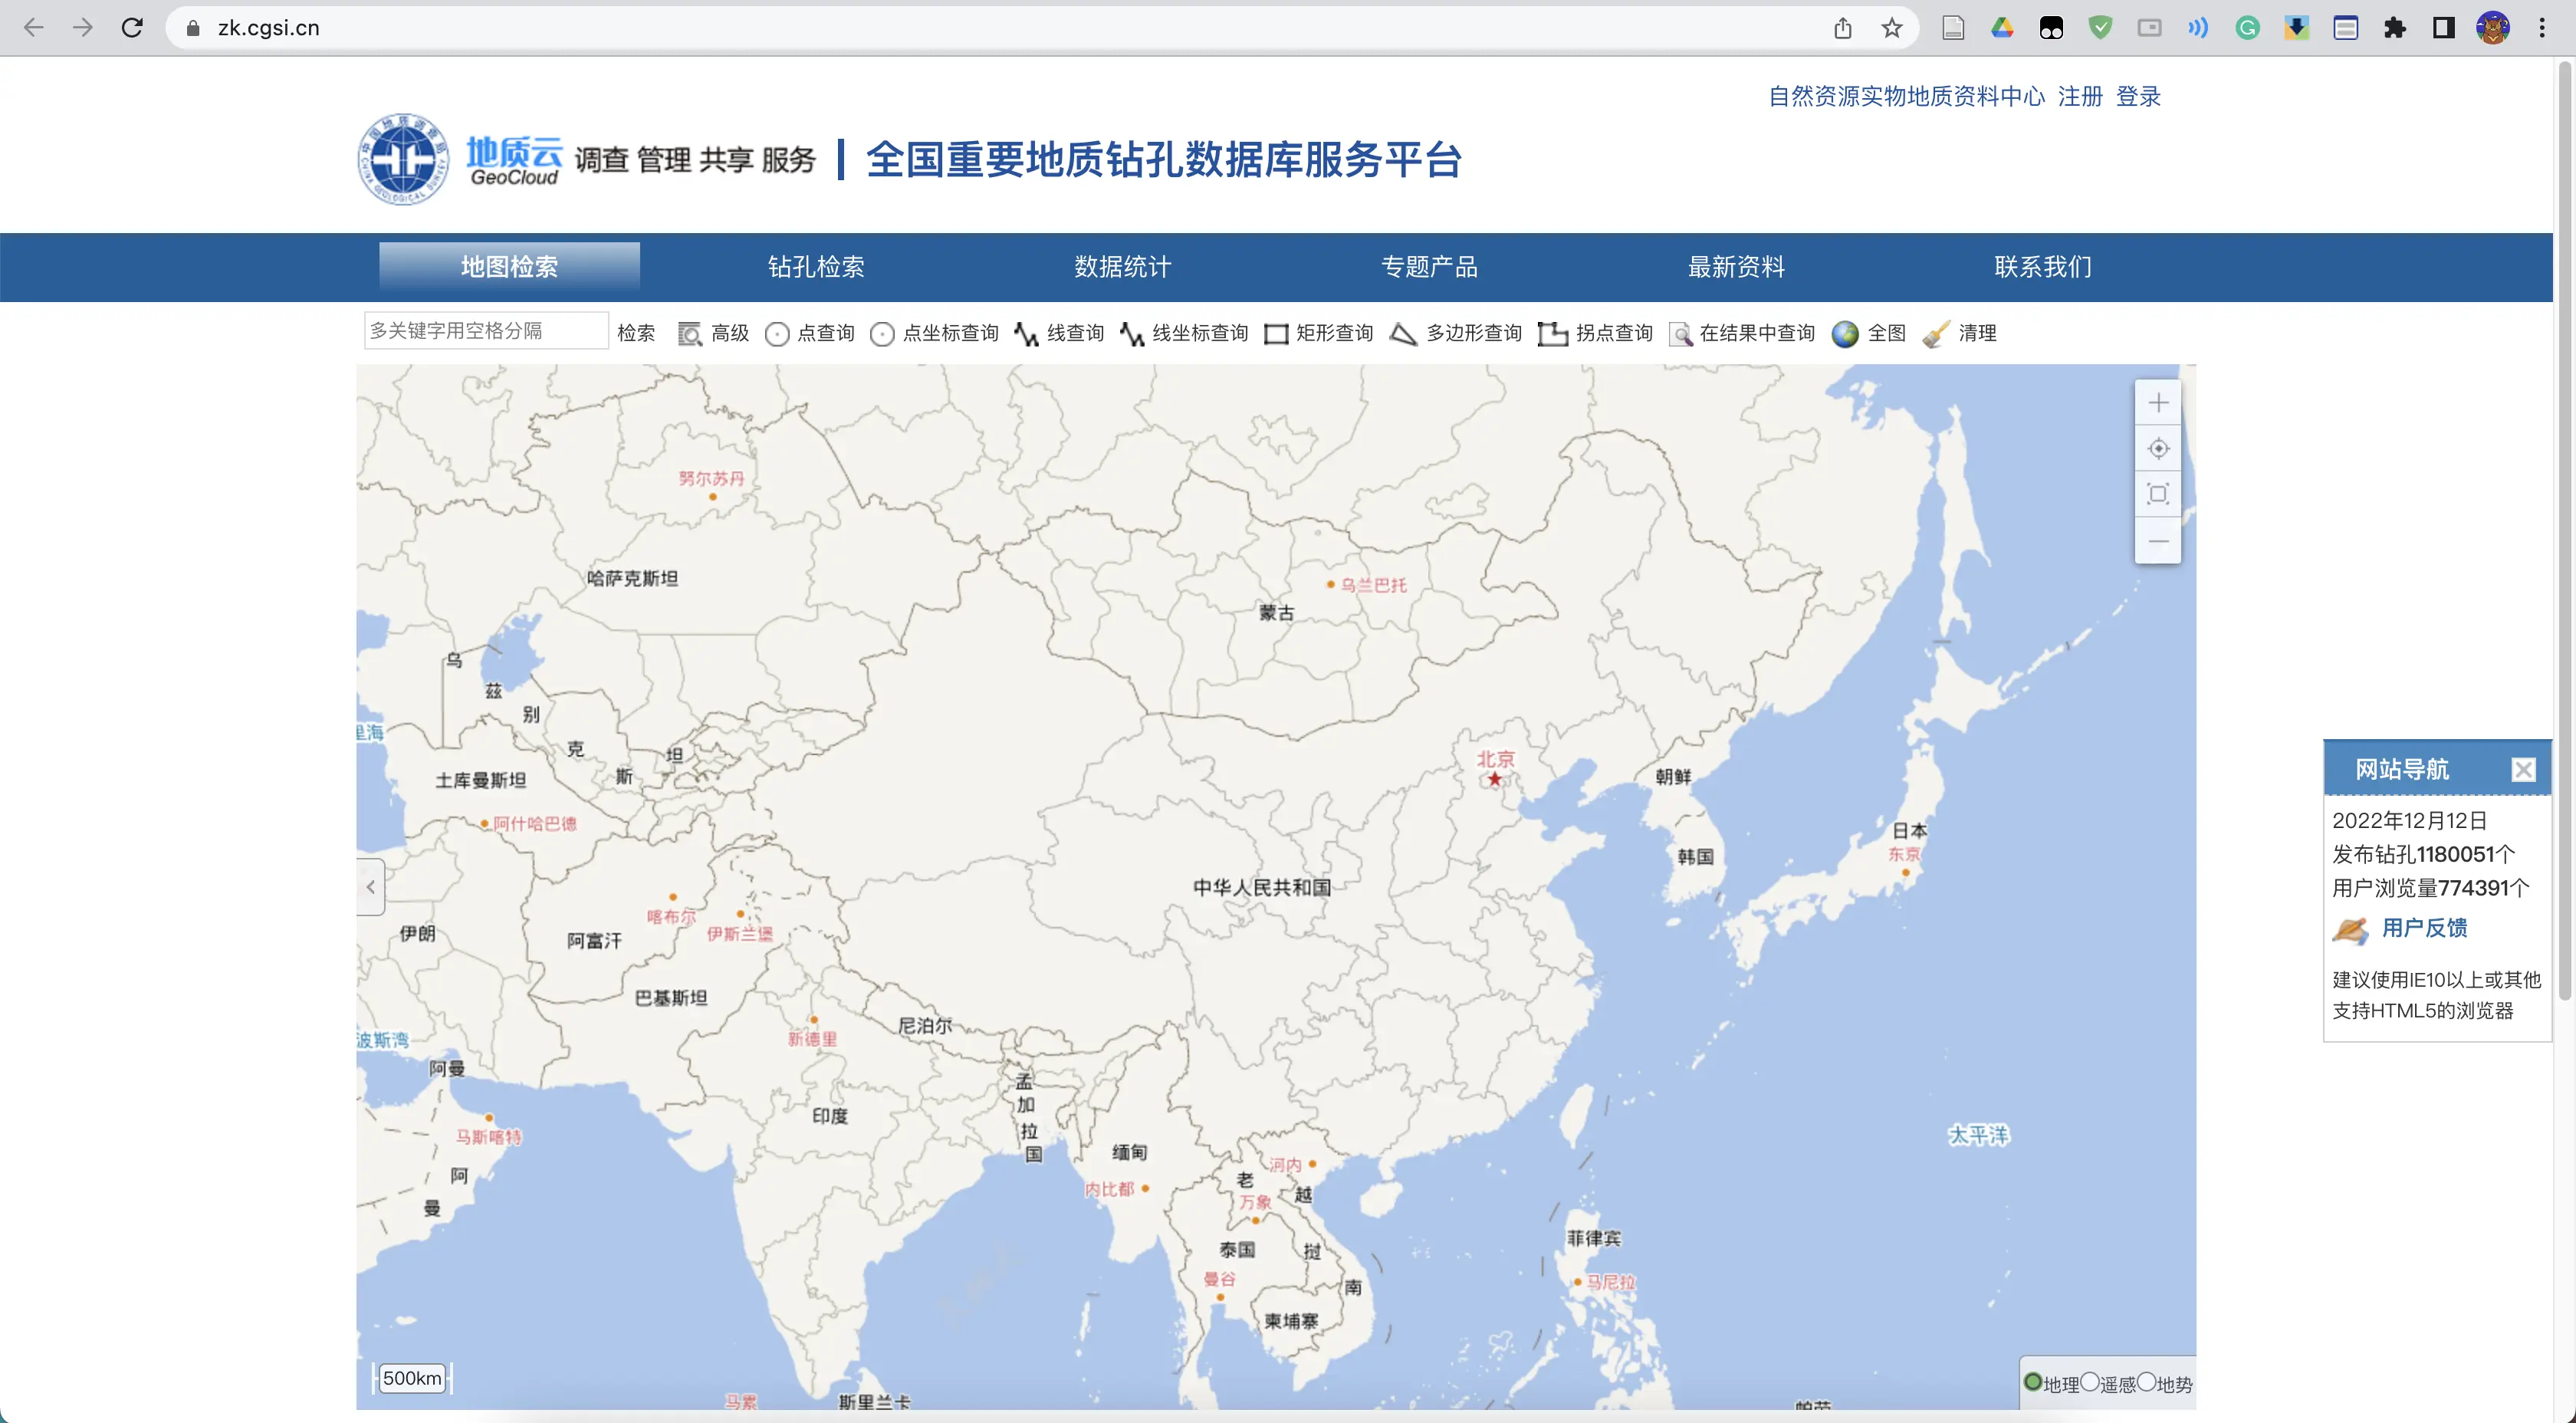 zk.cgsi.cn
自然资源实物地质资料中心 注册 登录
中国地质调查局
CHINA GEOLOGICAL SURVEY
地质云
GeoCloud
调查 管理 共享 服务
全国重要地质钻孔数据库服务平台
地图检索 钻孔检索 数据统计 专题产品 最新资料 联系我们
多关键字用空格分隔 检索 高级 点查询 点坐标查询 线查询 线坐标查询 矩形查询 多边形查询 拐点查询 在结果中查询 全图 清理
努尔苏丹
哈萨克斯坦
乌兰巴托
蒙古
乌
兹
别
克
斯
坦
里海
土库曼斯坦
阿什哈巴德
北京
朝鲜
韩国
日本
东京
中华人民共和国
喀布尔
伊斯兰堡
伊朗
阿富汗
巴基斯坦
新德里
尼泊尔
波斯湾
阿曼
马斯喀特
阿
曼
印度
孟
加
拉
国
缅甸
内比都
河内
老
万象
越
泰国
挝
曼谷
南
柬埔寨
菲律宾
马尼拉
太平洋
马累
斯里兰卡
帕劳
500km
地理 遥感 地势
网站导航
2022年12月12日
发布钻孔1180051个
用户浏览量774391个
用户反馈
建议使用IE10以上或其他
支持HTML5的浏览器